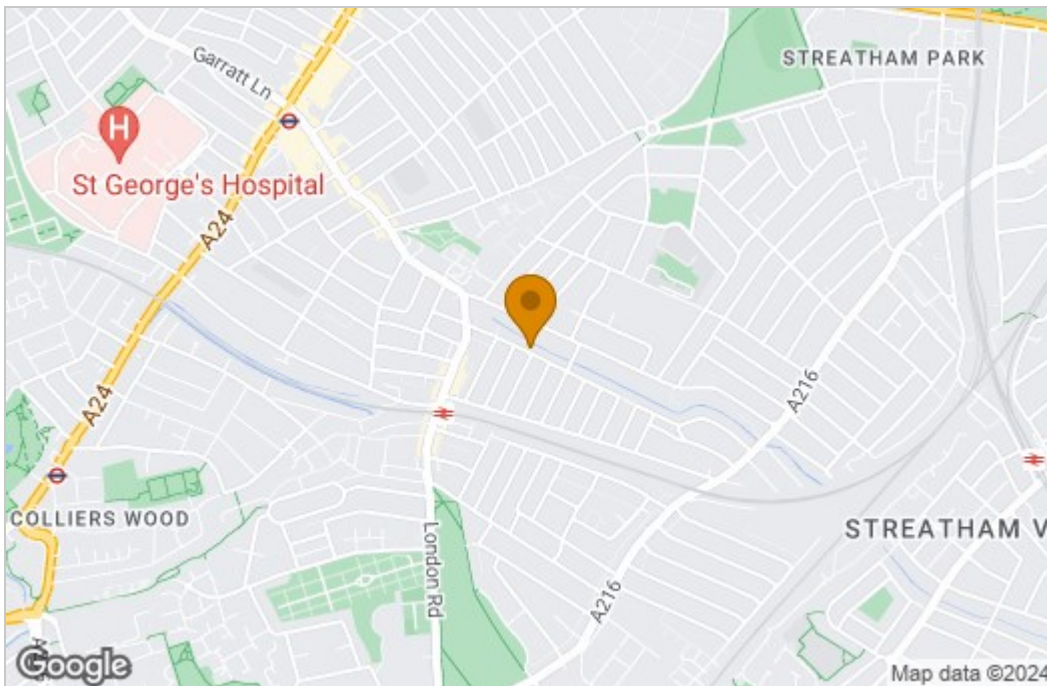 STREATHAM PARK
Garratt Ln
H
St George's Hospital
A24
A24
A216
COLLIERS WOOD
London Rd
STREATHAM V
A216
Google
Map data ©2024